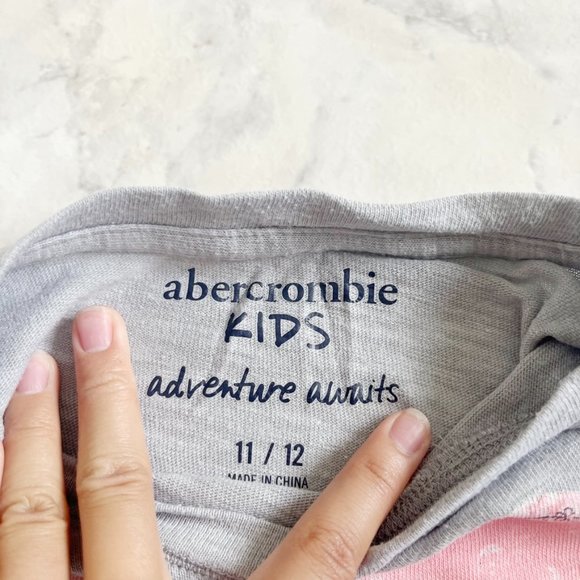 abercrombie
KIDS
adventure awaits
11 / 12
MADE IN CHINA